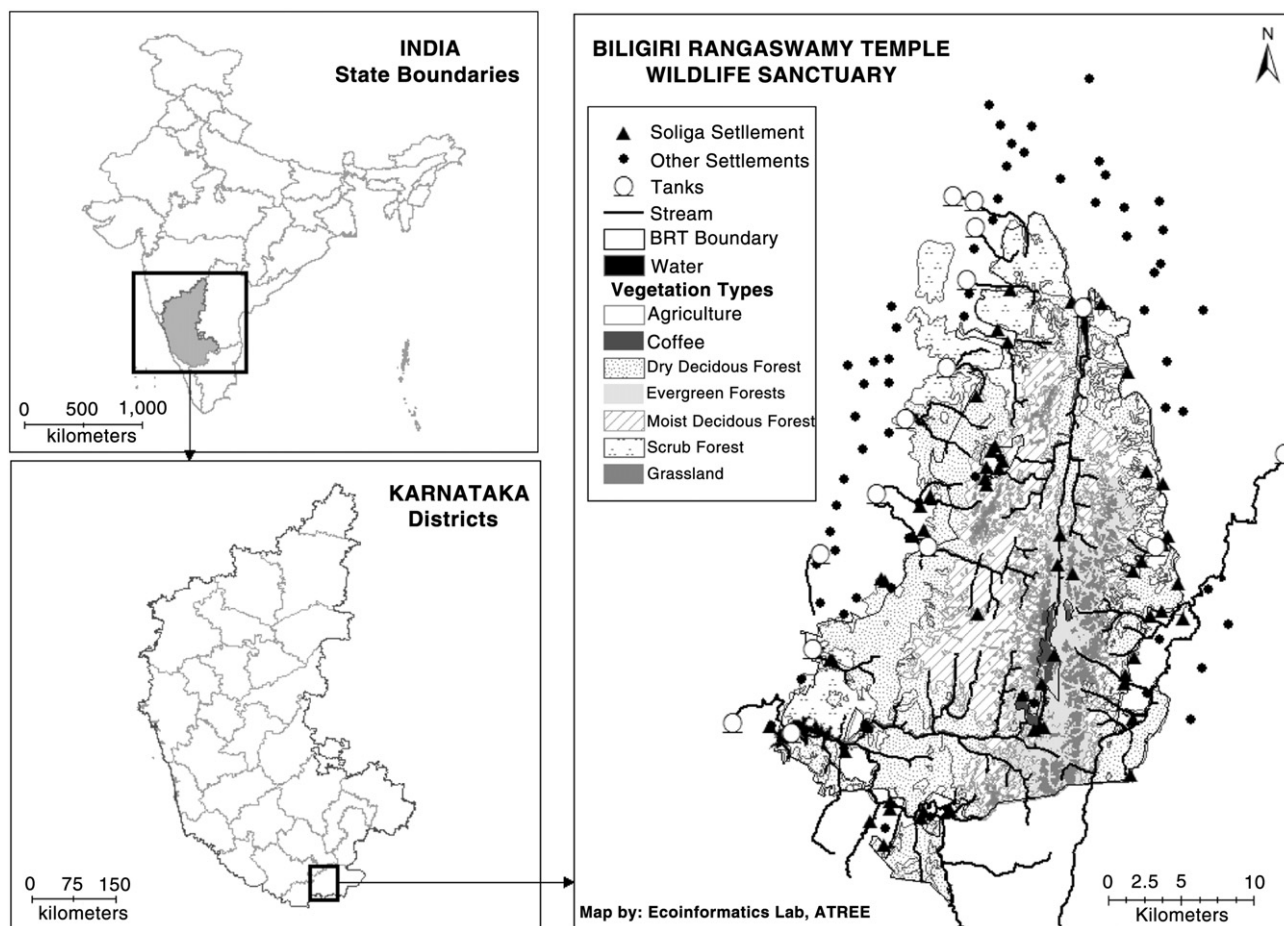 INDIA
State Boundaries
0 500 1,000
kilometers
KARNATAKA
Districts
0 75 150
kilometers
BILIGIRI RANGASWAMY TEMPLE
WILDLIFE SANCTUARY
N
Soliga Setllement
Other Settlements
Tanks
Stream
BRT Boundary
Water
Vegetation Types
Agriculture
Coffee
Dry Decidous Forest
Evergreen Forests
Moist Decidous Forest
Scrub Forest
Grassland
Map by: Ecoinformatics Lab, ATREE
0 2.5 5 10
Kilometers